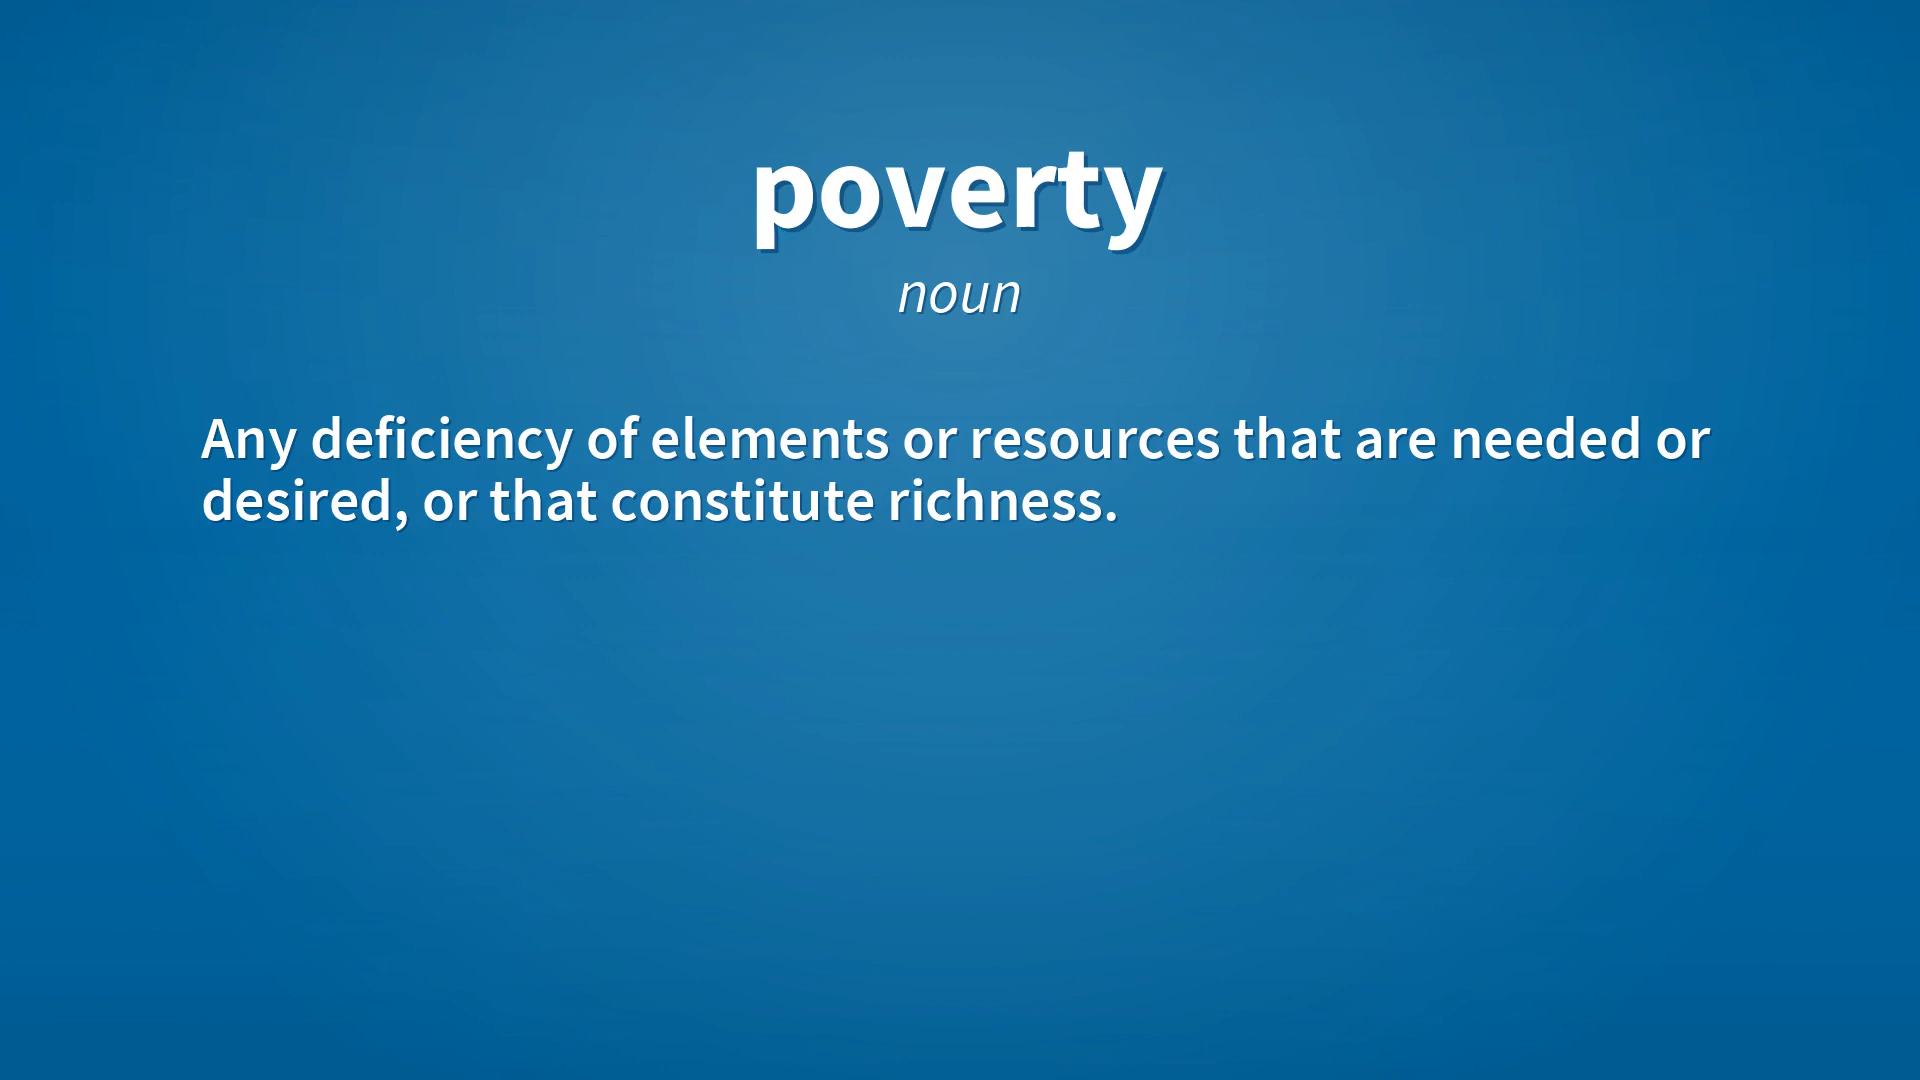 poverty
noun
Any deficiency of elements or resources that are needed or
desired, or that constitute richness.